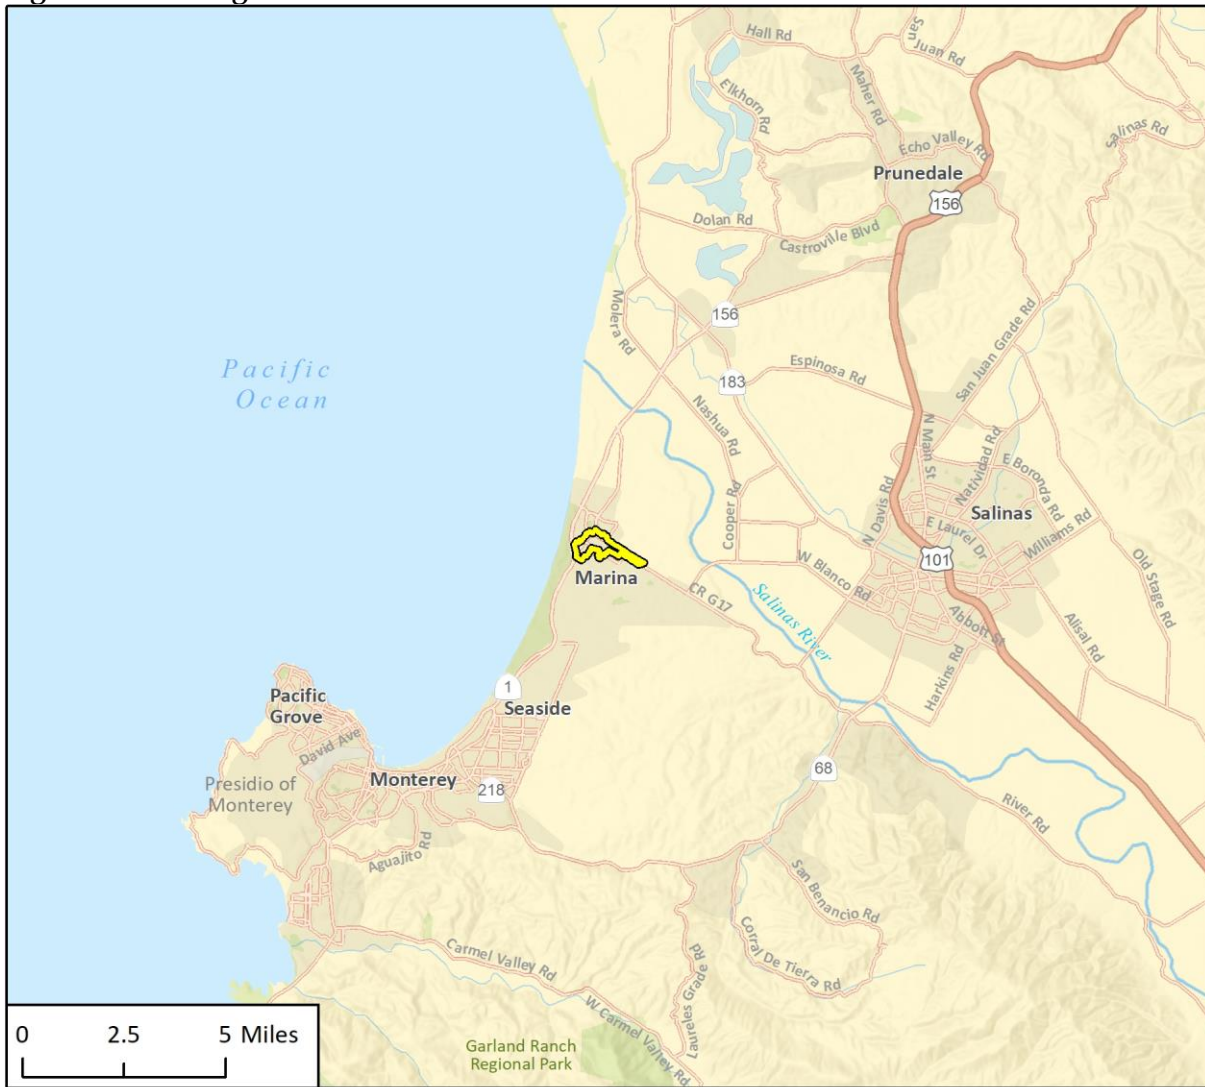 Hall Rd
San
Juan Rd
Maher Rd
Elkhorn Rd
Salinas Rd
Echo Valley Rd
Prunedale
156
Dolan Rd
Castroville Blvd
Molera Rd
156
San Juan Grade Rd
Pacific
Ocean
Espinosa Rd
183
Nashua Rd
N Main St
Natividad Rd
E Boronda Rd
Cooper Rd
N Davis Rd
Salinas
E Laurel Dr
Williams Rd
101
Old Stage Rd
W Blanco Rd
Marina
CR G17
Salinas River
Abbott St
Alisal Rd
Harkins Rd
1
Seaside
Pacific
Grove
David Ave
Monterey
Presidio of
Monterey
218
68
River Rd
Aguajito Rd
San Benancio Rd
Corral De Tierra Rd
Carmel Valley Rd
Laureles Grade Rd
W Carmel Valley Rd
Garland Ranch
Regional Park
0 2.5 5 Miles